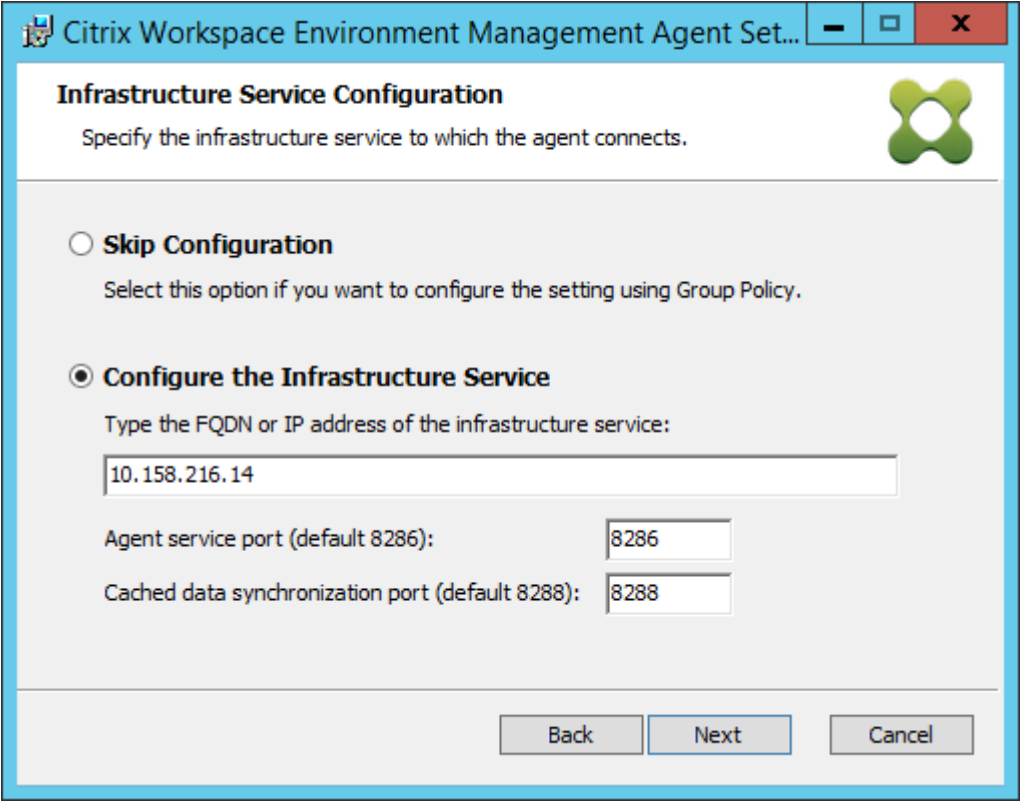 Citrix Workspace Environment Management Agent Set...
Infrastructure Service Configuration
Specify the infrastructure service to which the agent connects.
Skip Configuration
Select this option if you want to configure the setting using Group Policy.
Configure the Infrastructure Service
Type the FQDN or IP address of the infrastructure service:
10.158.216.14
Agent service port (default 8286): 8286
Cached data synchronization port (default 8288): 8288
Back Next Cancel